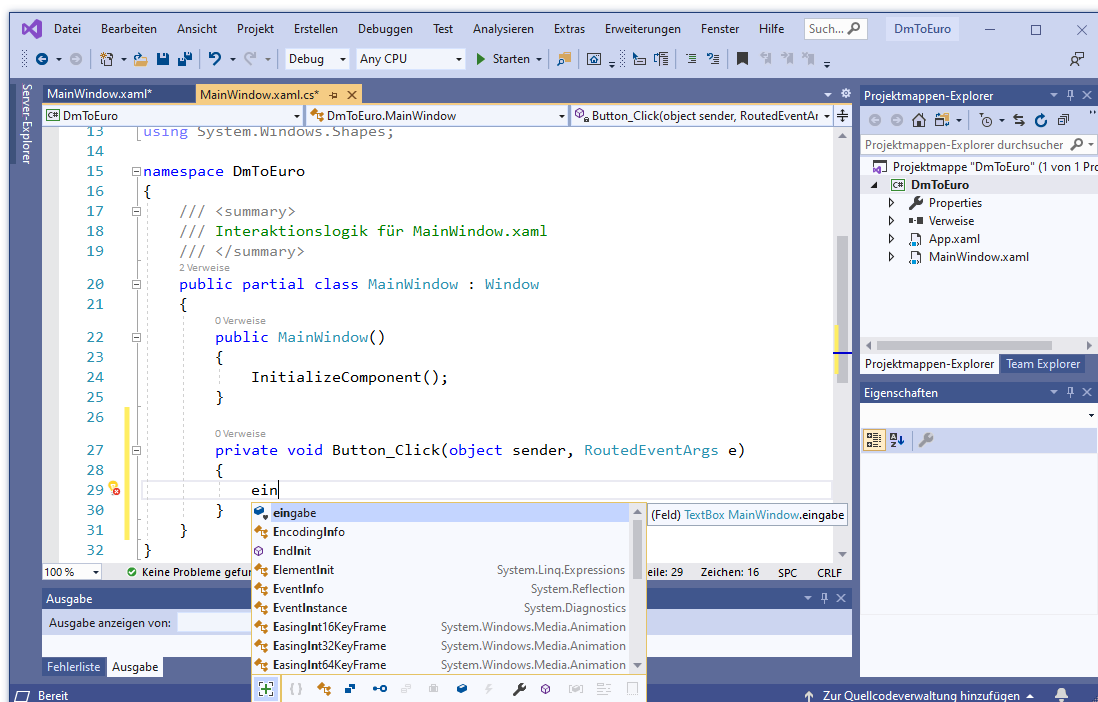 Datei Bearbeiten Ansicht Projekt Erstellen Debuggen Test Analysieren Extras Erweiterungen Fenster Hilfe Such... DmToEuro
Debug Any CPU Starten
Server-Explorer
MainWindow.xaml* MainWindow.xaml.cs*
C# DmToEuro DmToEuro.MainWindow Button_Click(object sender, RoutedEventAr
13 using System.Windows.Shapes;
14
15 namespace DmToEuro
16 {
17 /// <summary>
18 /// Interaktionslogik für MainWindow.xaml
19 /// </summary>
2 Verweise
20 public partial class MainWindow : Window
21 {
0 Verweise
22 public MainWindow()
23 {
24 InitializeComponent();
25 }
26
0 Verweise
27 private void Button_Click(object sender, RoutedEventArgs e)
28 {
29 ein
30 }
31 }
32 }
eingabe
(Feld) TextBox MainWindow.eingabe
EncodingInfo
EndInit
ElementInit System.Linq.Expressions
EventInfo System.Reflection
EventInstance System.Diagnostics
EasingInt16KeyFrame System.Windows.Media.Animation
EasingInt32KeyFrame System.Windows.Media.Animation
EasingInt64KeyFrame System.Windows.Media.Animation
100 % Keine Probleme gefun
eile: 29 Zeichen: 16 SPC CRLF
Ausgabe
Ausgabe anzeigen von:
Fehlerliste Ausgabe
Projektmappen-Explorer
Projektmappen-Explorer durchsuchen
Projektmappe "DmToEuro" (1 von 1 Pro
C# DmToEuro
Properties
Verweise
App.xaml
MainWindow.xaml
Projektmappen-Explorer Team Explorer
Eigenschaften
Bereit Zur Quellcodeverwaltung hinzufügen